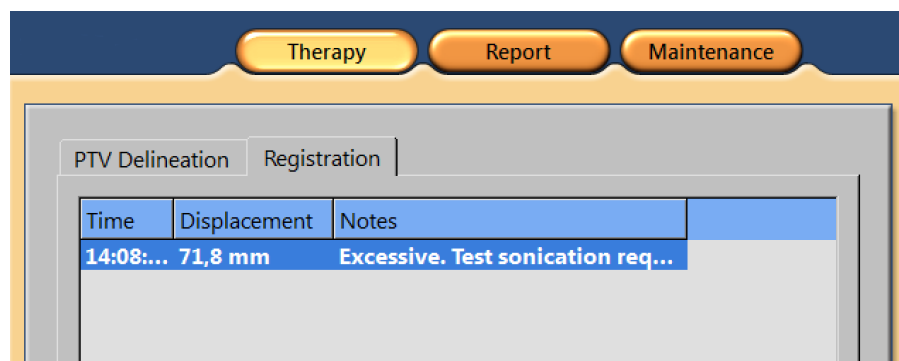 Therapy Report Maintenance
PTV Delineation Registration
Time Displacement Notes
14:08:... 71,8 mm Excessive. Test sonication req...